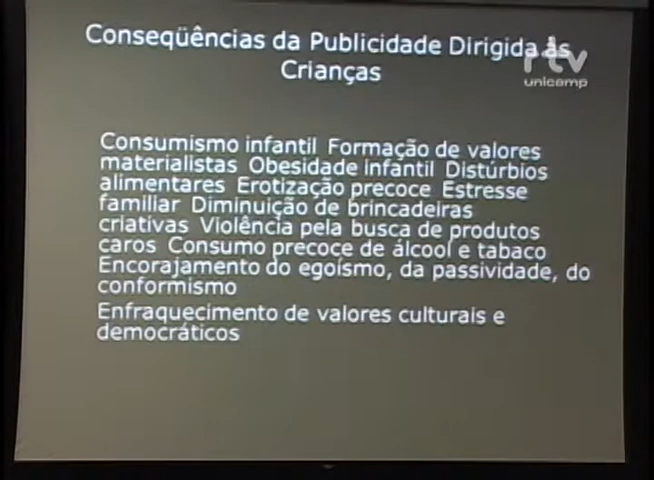 Conseqüências da Publicidade Dirigida às
Crianças
rtv
unicamp
Consumismo infantil Formação de valores
materialistas Obesidade infantil Distúrbios
alimentares Erotização precoce Estresse
familiar Diminuição de brincadeiras
criativas Violência pela busca de produtos
caros Consumo precoce de álcool e tabaco
Encorajamento do egoísmo, da passividade, do
conformismo
Enfraquecimento de valores culturais e
democráticos